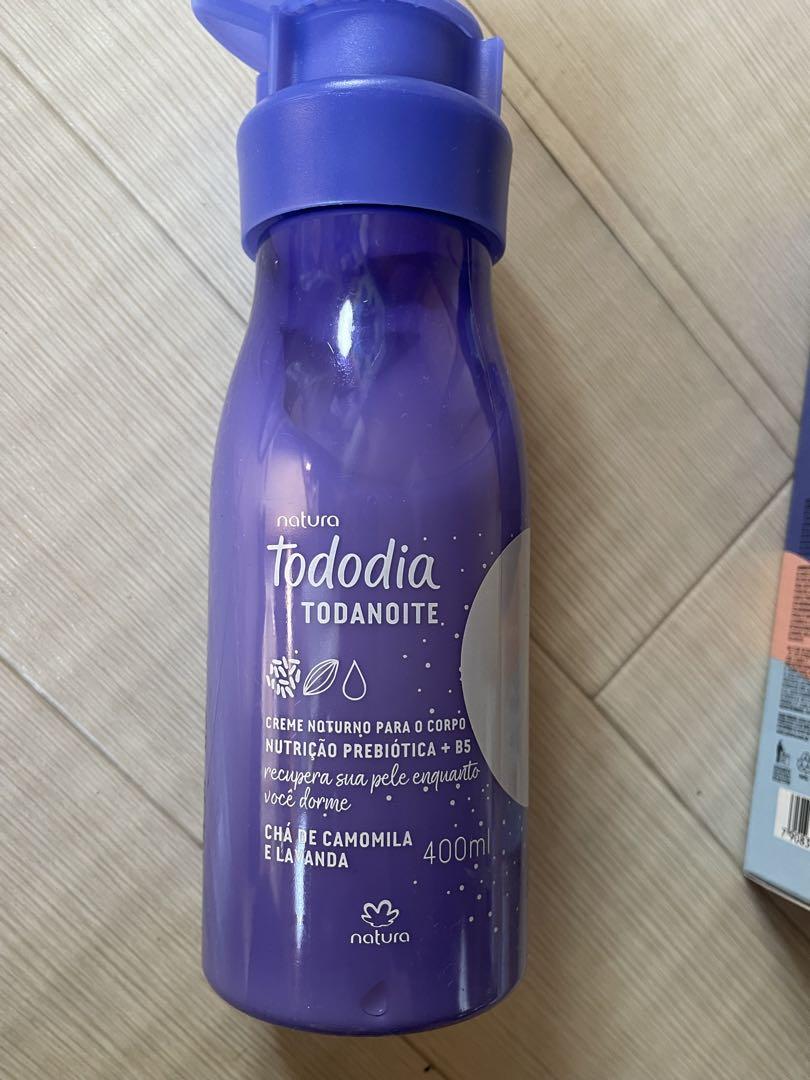 natura
Tododia
TODANOITE
CREME NOTURNO PARA O CORPO
NUTRIÇÃO PREBIÓTICA + B5
recupera sua pele enquanto
você dorme
CHÁ DE CAMOMILA
E LAVANDA
400ml
natura